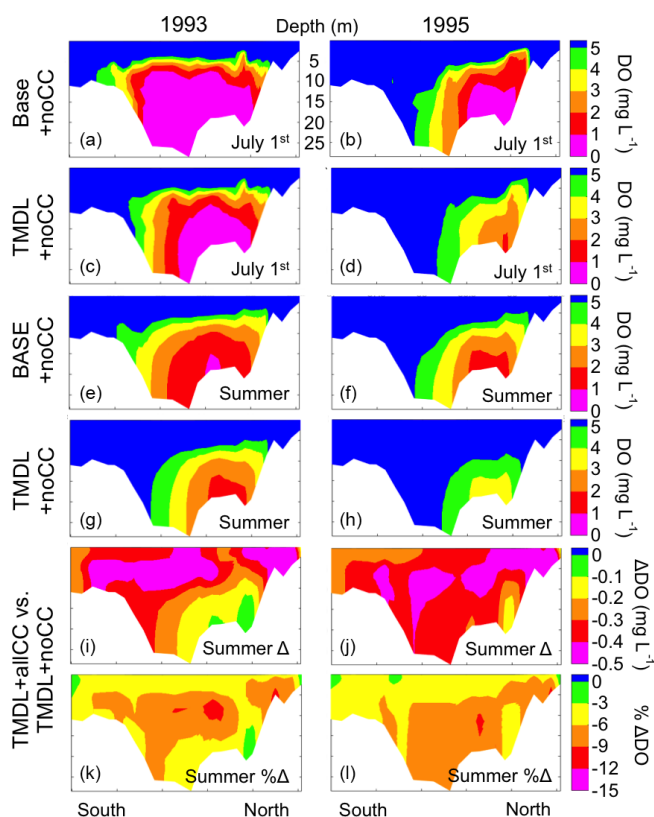 1993 Depth (m) 1995
Base
+noCC
(a) July 1st
5
10
15
20
25
(b) July 1st
5
4
3
2
1
0
DO (mg L⁻¹)
TMDL
+noCC
(c) July 1st
(d) July 1st
5
4
3
2
1
0
DO (mg L⁻¹)
BASE
+noCC
(e) Summer
(f) Summer
5
4
3
2
1
0
DO (mg L⁻¹)
TMDL
+noCC
(g) Summer
(h) Summer
5
4
3
2
1
0
DO (mg L⁻¹)
TMDL+allCC vs.
TMDL+noCC
(i) Summer Δ
(j) Summer Δ
0
-0.1
-0.2
-0.3
-0.4
-0.5
ΔDO (mg L⁻¹)
(k) Summer %Δ
(l) Summer %Δ
0
-3
-6
-9
-12
-15
% ΔDO
South North South North